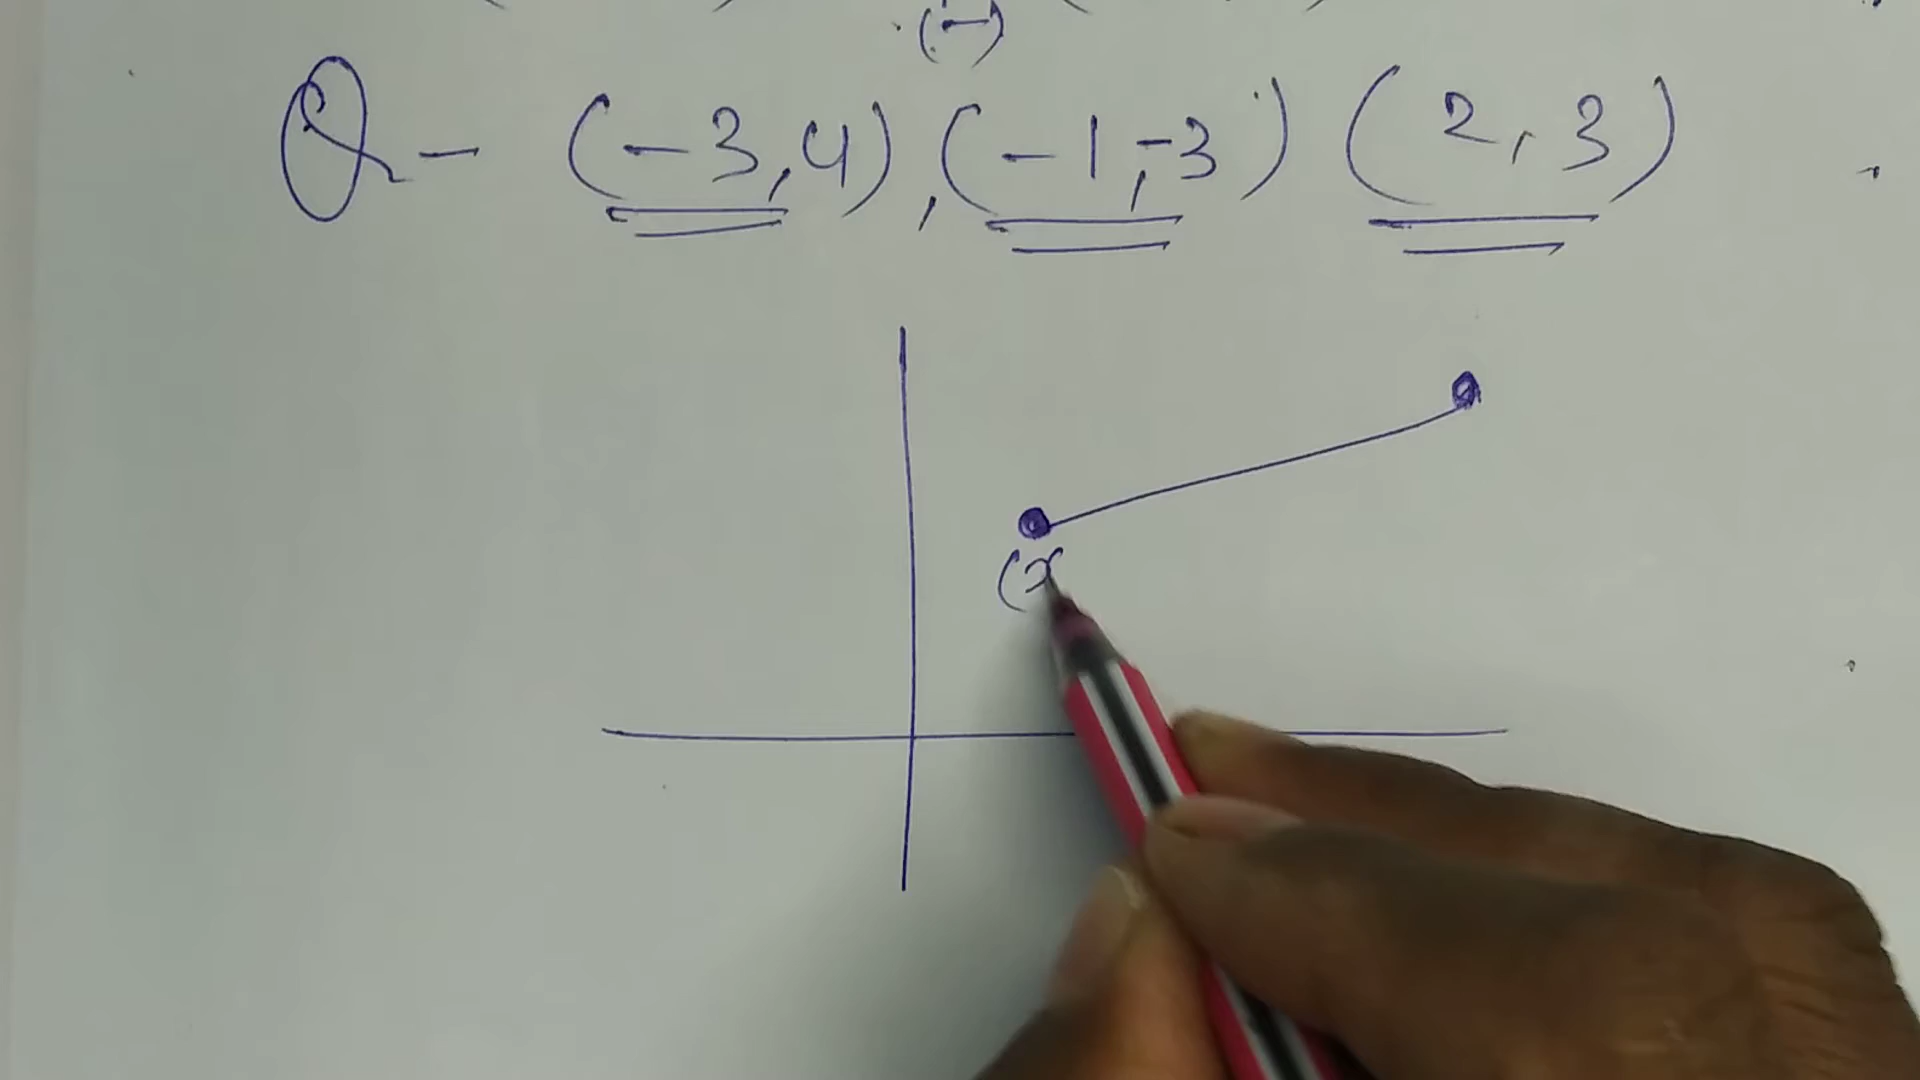 (-)
Q- (-3,4), (-1,-3) (2,3)
(x